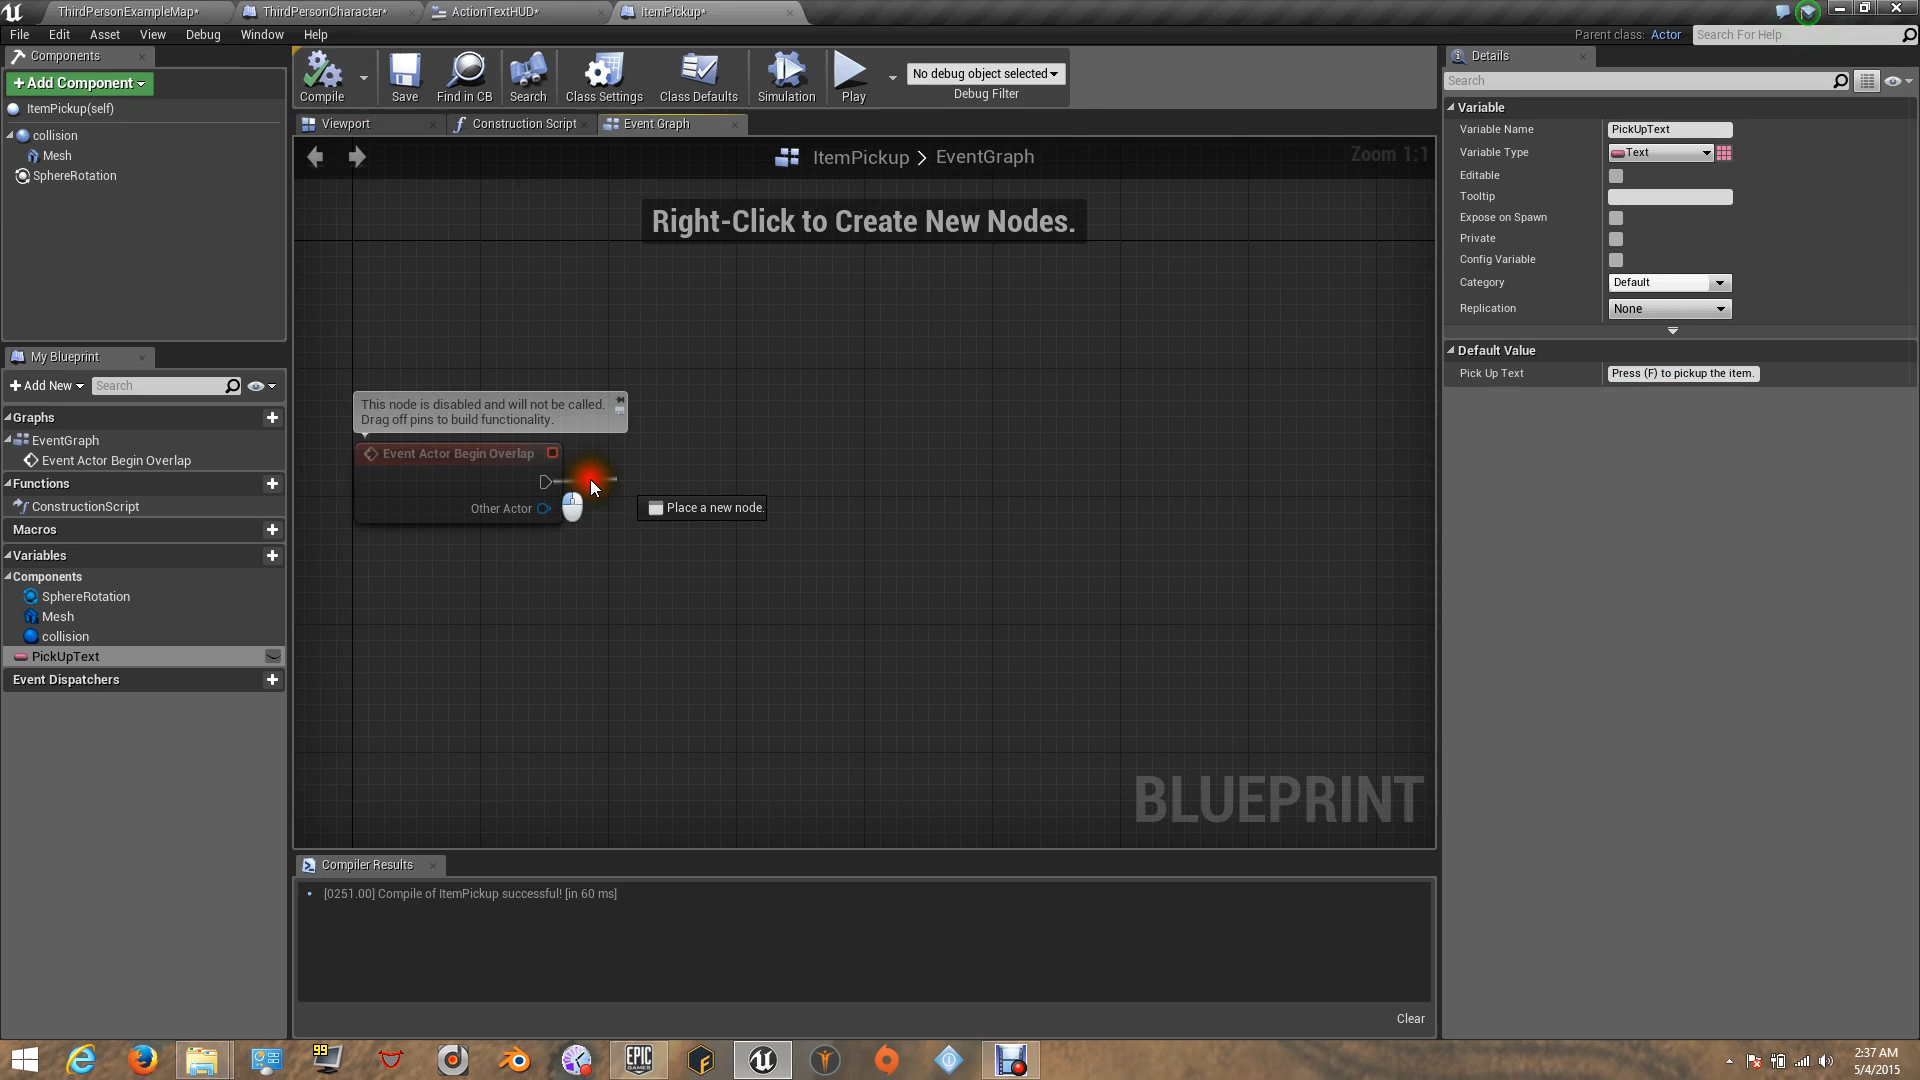 ThirdPersonExampleMap*
ThirdPersonCharacter*
ActionTextHUD*
ItemPickup*
File Edit Asset View Debug Window Help
Parent class: Actor
Search For Help
Components
+Add Component
ItemPickup(self)
collision
Mesh
SphereRotation
Compile
Save
Find in CB
Search
Class Settings
Class Defaults
Simulation
Play
No debug object selected
Debug Filter
Viewport
Construction Script
Event Graph
ItemPickup > EventGraph
Zoom 1:1
Right-Click to Create New Nodes.
This node is disabled and will not be called.
Drag off pins to build functionality.
Event Actor Begin Overlap
Other Actor
Place a new node.
BLUEPRINT
My Blueprint
+Add New
Search
Graphs
EventGraph
Event Actor Begin Overlap
Functions
ConstructionScript
Macros
Variables
Components
SphereRotation
Mesh
collision
PickUpText
Event Dispatchers
Compiler Results
[0251.00] Compile of ItemPickup successful! [in 60 ms]
Clear
Details
Search
Variable
Variable Name PickUpText
Variable Type Text
Editable
Tooltip
Expose on Spawn
Private
Config Variable
Category Default
Replication None
Default Value
Pick Up Text Press (F) to pickup the item.
99
EPIC
GAMES
2:37 AM
5/4/2015